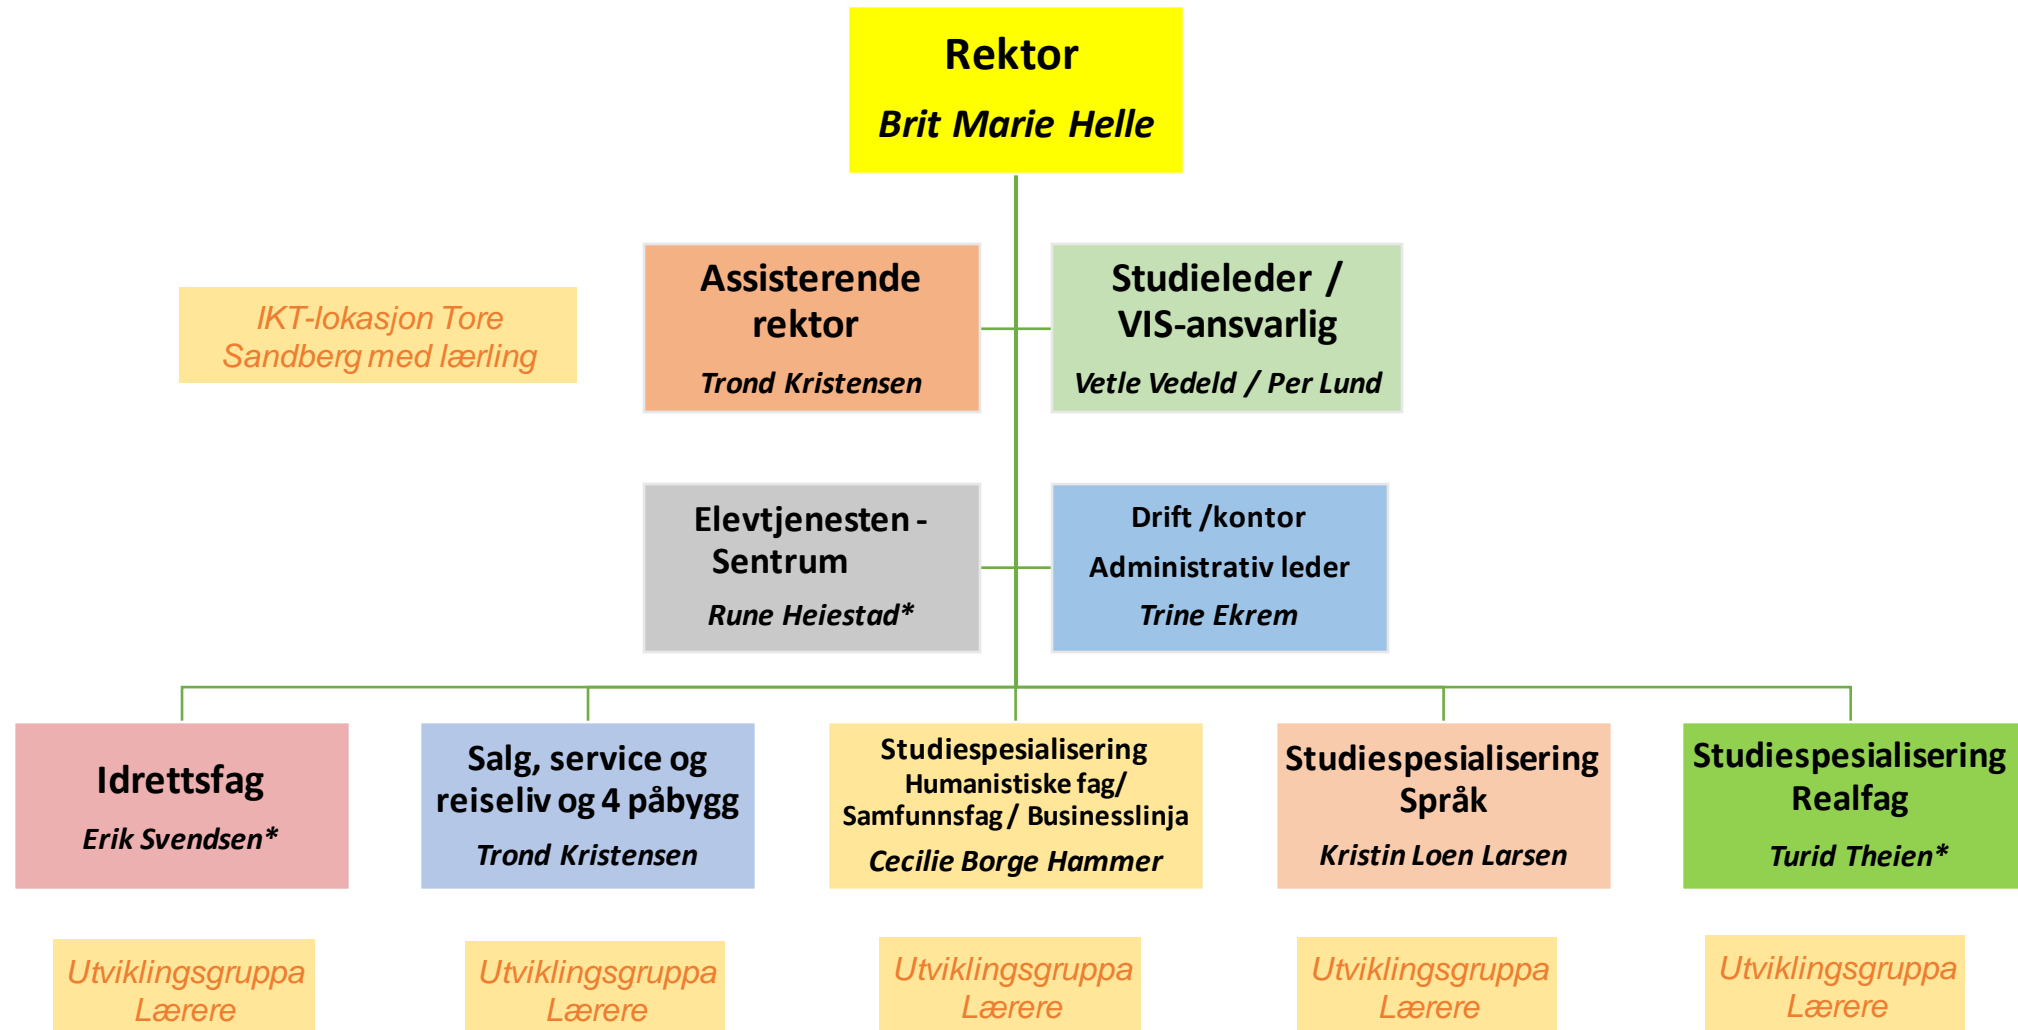 Rektor
Brit Marie Helle
IKT-lokasjon Tore
Sandberg med lærling
Assisterende
rektor
Trond Kristensen
Studieleder /
VIS-ansvarlig
Vetle Vedeld / Per Lund
Elevtjenesten -
Sentrum
Rune Heiestad*
Drift /kontor
Administrativ leder
Trine Ekrem
Idrettsfag
Erik Svendsen*
Salg, service og
reiseliv og 4 påbygg
Trond Kristensen
Studiespesialisering
Humanistiske fag/
Samfunnsfag / Businesslinja
Cecilie Borge Hammer
Studiespesialisering
Språk
Kristin Loen Larsen
Studiespesialisering
Realfag
Turid Theien*
Utviklingsgruppa
Lærere
Utviklingsgruppa
Lærere
Utviklingsgruppa
Lærere
Utviklingsgruppa
Lærere
Utviklingsgruppa
Lærere